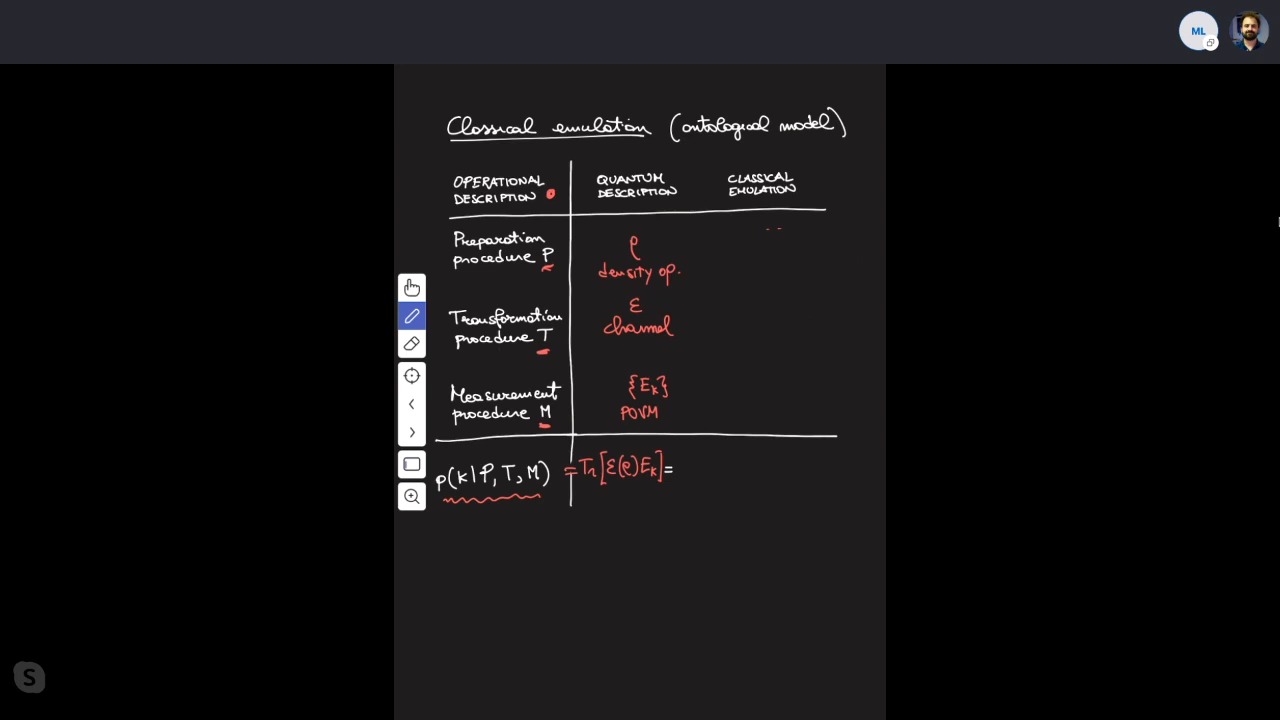 ML
Classical emulation (ontological model)
OPERATIONAL DESCRIPTION
QUANTUM DESCRIPTION
CLASSICAL EMULATION
Preparation procedure P
ρ
density op.
Transformation procedure T
ε
channel
Measurement procedure M
{E_k}
POVM
p(k|P,T,M) = Tr[ε(ρ)E_k] =
S